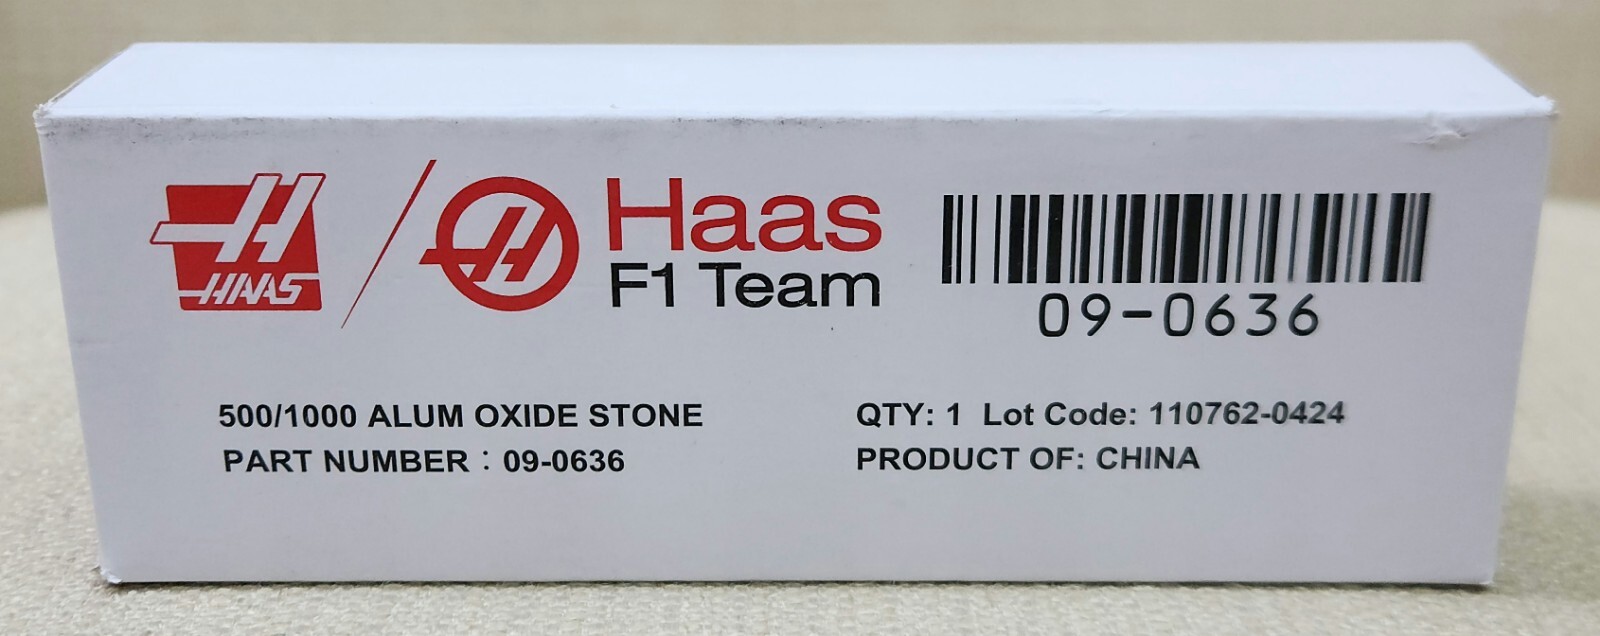 HAAS
Haas
F1 Team
09-0636
500/1000 ALUM OXIDE STONE
PART NUMBER : 09-0636
QTY: 1 Lot Code: 110762-0424
PRODUCT OF: CHINA